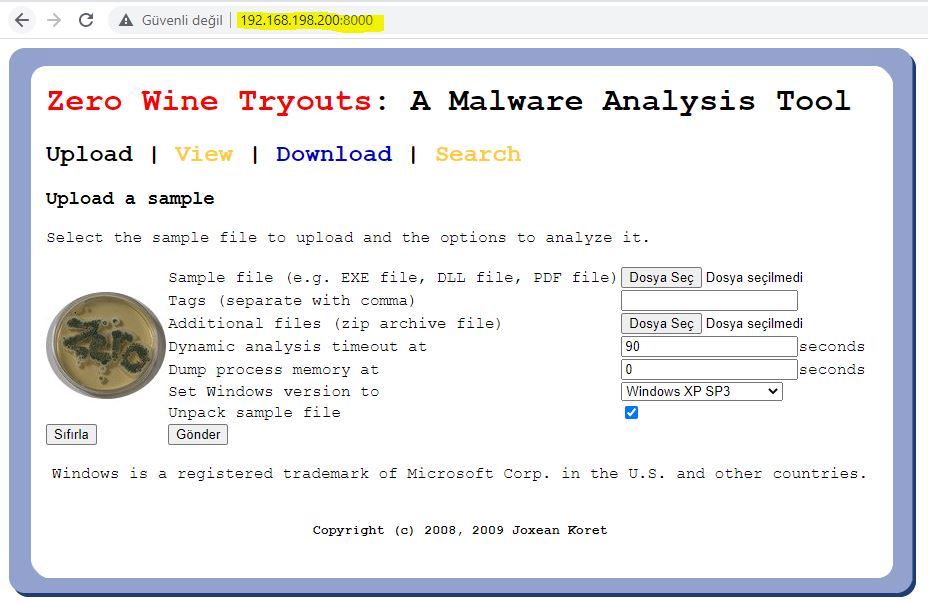 Güvenli değil | 192.168.198.200:8000
Zero Wine Tryouts: A Malware Analysis Tool
Upload | View | Download | Search
Upload a sample
Select the sample file to upload and the options to analyze it.
Sample file (e.g. EXE file, DLL file, PDF file) Dosya Seç Dosya seçilmedi
Tags (separate with comma)
Additional files (zip archive file) Dosya Seç Dosya seçilmedi
Dynamic analysis timeout at 90 seconds
Dump process memory at 0 seconds
Set Windows version to Windows XP SP3
Unpack sample file
Zero
Sıfırla Gönder
Windows is a registered trademark of Microsoft Corp. in the U.S. and other countries.
Copyright (c) 2008, 2009 Joxean Koret